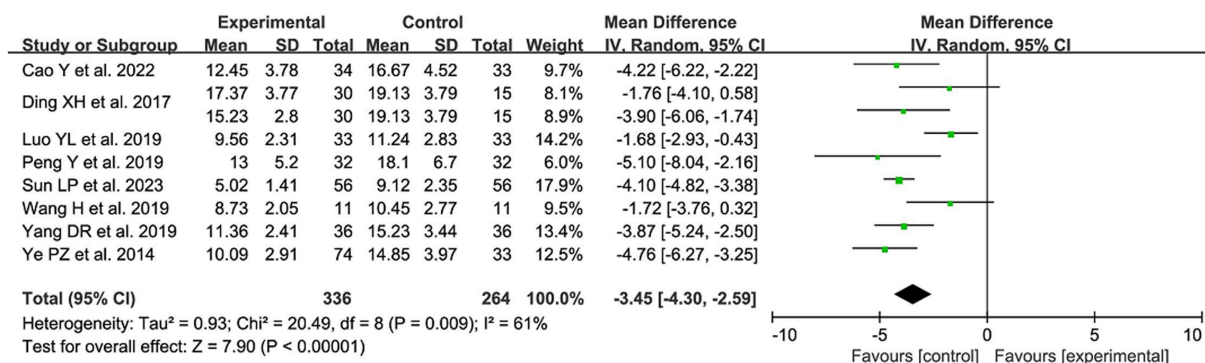 Experimental Control Mean Difference Mean Difference
Study or Subgroup Mean SD Total Mean SD Total Weight IV, Random, 95% CI IV, Random, 95% CI
Cao Y et al. 2022 12.45 3.78 34 16.67 4.52 33 9.7% -4.22 [-6.22, -2.22]
Ding XH et al. 2017 17.37 3.77 30 19.13 3.79 15 8.1% -1.76 [-4.10, 0.58]
15.23 2.8 30 19.13 3.79 15 8.9% -3.90 [-6.06, -1.74]
Luo YL et al. 2019 9.56 2.31 33 11.24 2.83 33 14.2% -1.68 [-2.93, -0.43]
Peng Y et al. 2019 13 5.2 32 18.1 6.7 32 6.0% -5.10 [-8.04, -2.16]
Sun LP et al. 2023 5.02 1.41 56 9.12 2.35 56 17.9% -4.10 [-4.82, -3.38]
Wang H et al. 2019 8.73 2.05 11 10.45 2.77 11 9.5% -1.72 [-3.76, 0.32]
Yang DR et al. 2019 11.36 2.41 36 15.23 3.44 36 13.4% -3.87 [-5.24, -2.50]
Ye PZ et al. 2014 10.09 2.91 74 14.85 3.97 33 12.5% -4.76 [-6.27, -3.25]
Total (95% CI) 336 264 100.0% -3.45 [-4.30, -2.59]
Heterogeneity: Tau² = 0.93; Chi² = 20.49, df = 8 (P = 0.009); I² = 61%
Test for overall effect: Z = 7.90 (P < 0.00001)
-10 -5 0 5 10
Favours [control] Favours [experimental]